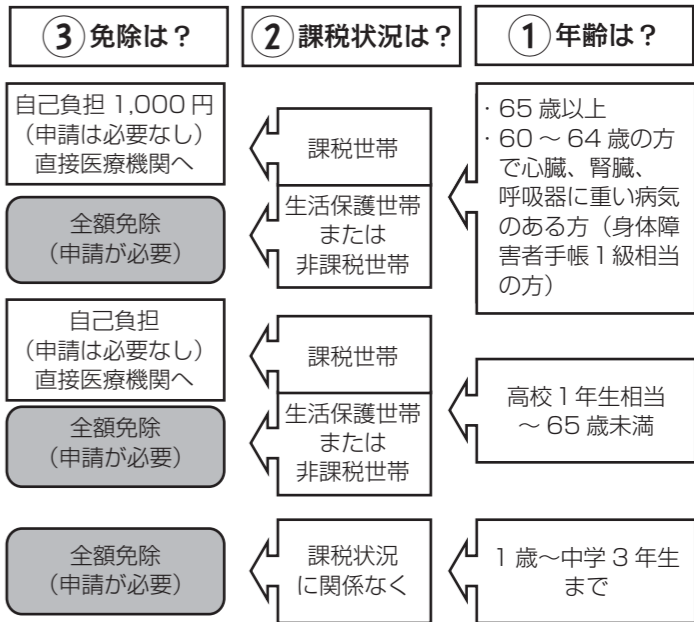 ① 年齢は？
② 課税状況は？
③ 免除は？
・65 歳以上
・60 ～ 64 歳の方
で心臓、腎臓、
呼吸器に重い病気
のある方（身体障
害者手帳 1 級相当
の方）
課税世帯
自己負担 1,000 円
（申請は必要なし）
直接医療機関へ
生活保護世帯
または
非課税世帯
全額免除
（申請が必要）
高校 1 年生相当
～ 65 歳未満
課税世帯
自己負担
（申請は必要なし）
直接医療機関へ
生活保護世帯
または
非課税世帯
全額免除
（申請が必要）
1 歳～中学 3 年生
まで
課税状況
に関係なく
全額免除
（申請が必要）